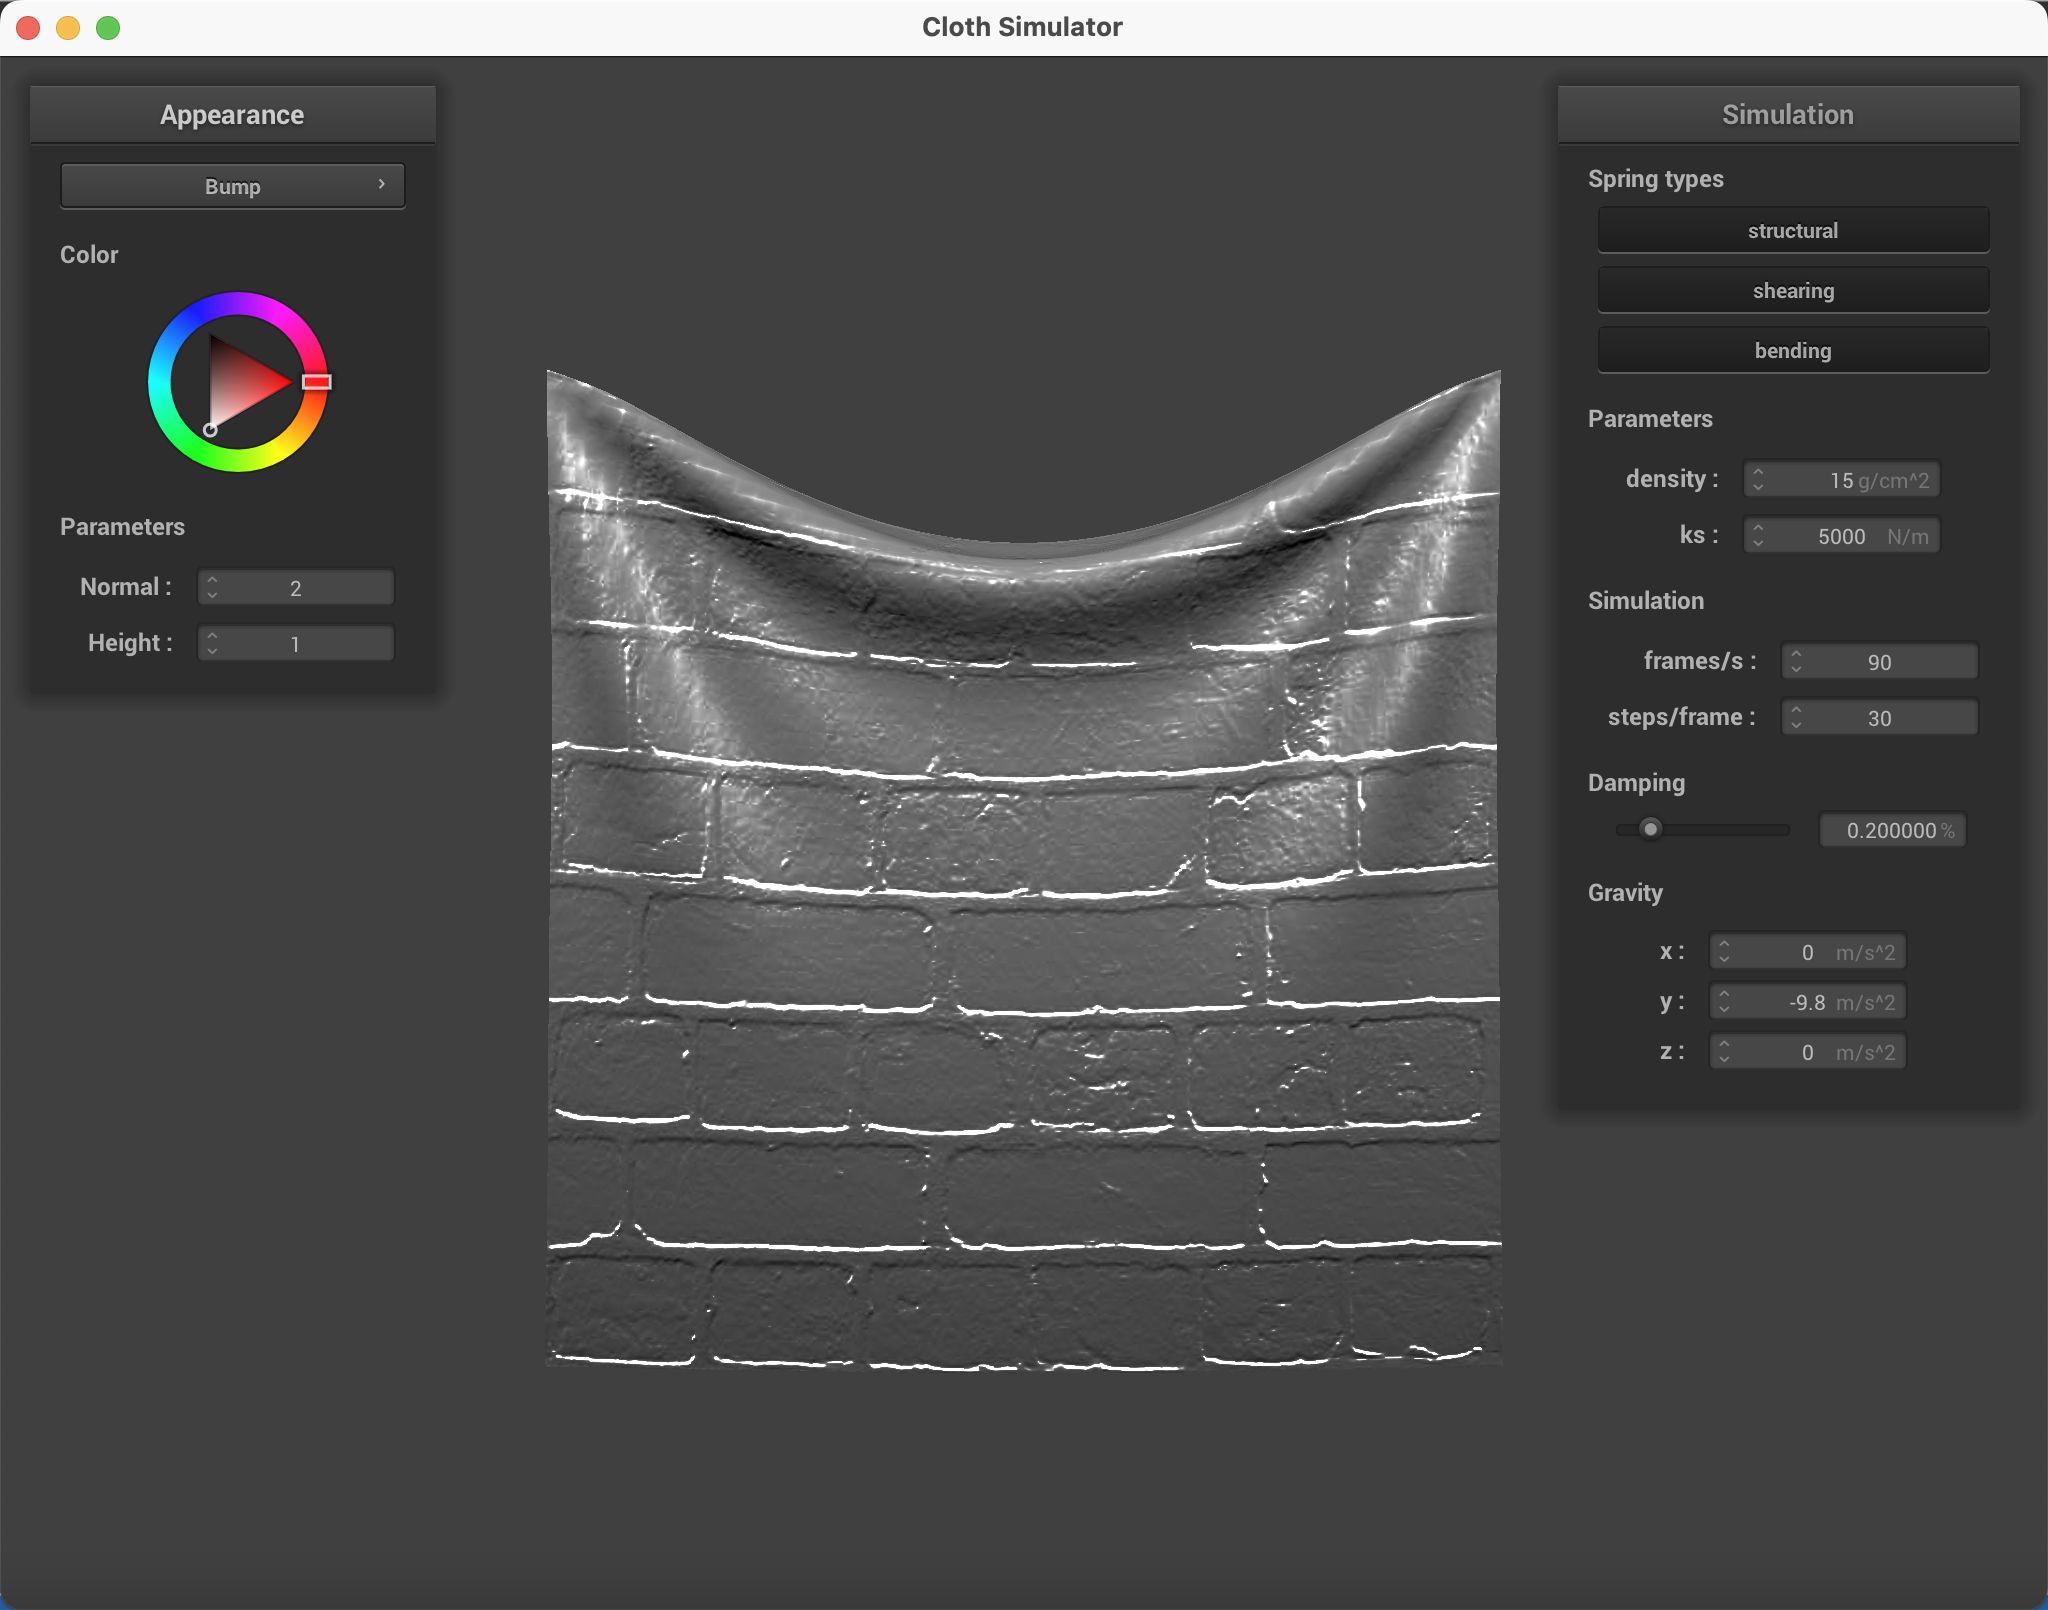 Cloth Simulator
Appearance
Bump
Color
Parameters
Normal : 2
Height : 1
Simulation
Spring types
structural
shearing
bending
Parameters
density : 15 g/cm^2
ks : 5000 N/m
Simulation
frames/s : 90
steps/frame : 30
Damping
0.200000 %
Gravity
x : 0 m/s^2
y : -9.8 m/s^2
z : 0 m/s^2